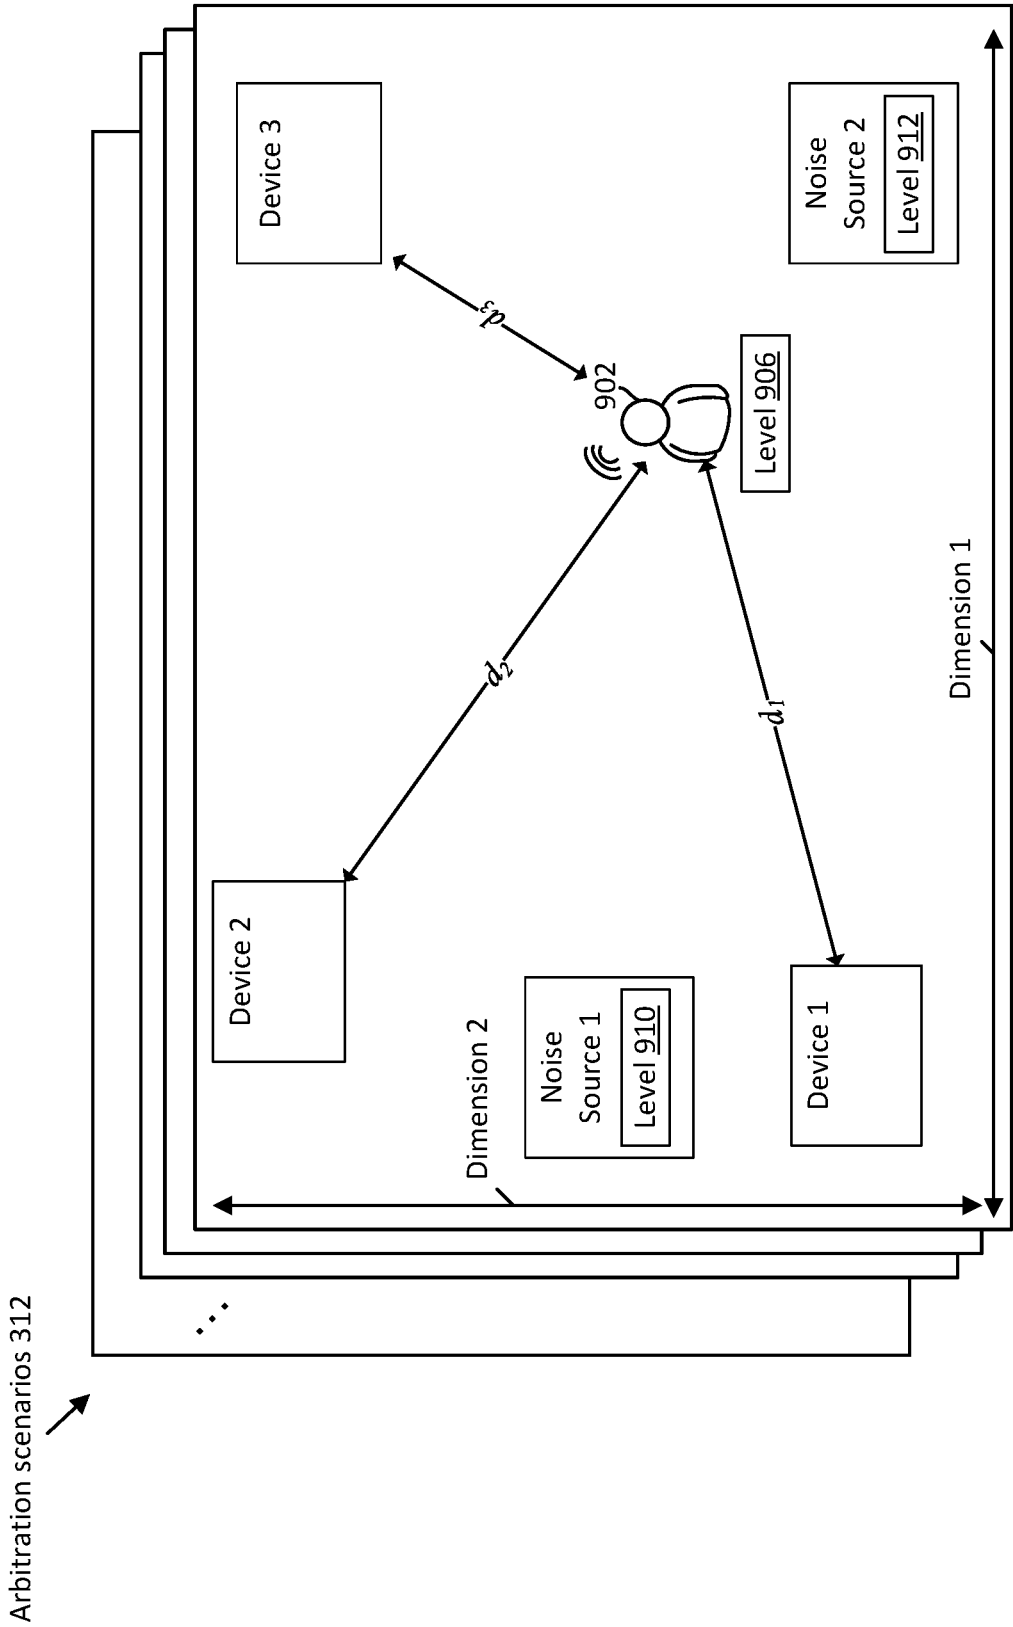 Arbitration scenarios 312
Device 2
Device 3
Dimension 2
d2
d3
902
Noise
Source 1
Level 910
Level 906
Noise
Source 2
Level 912
Device 1
d1
Dimension 1